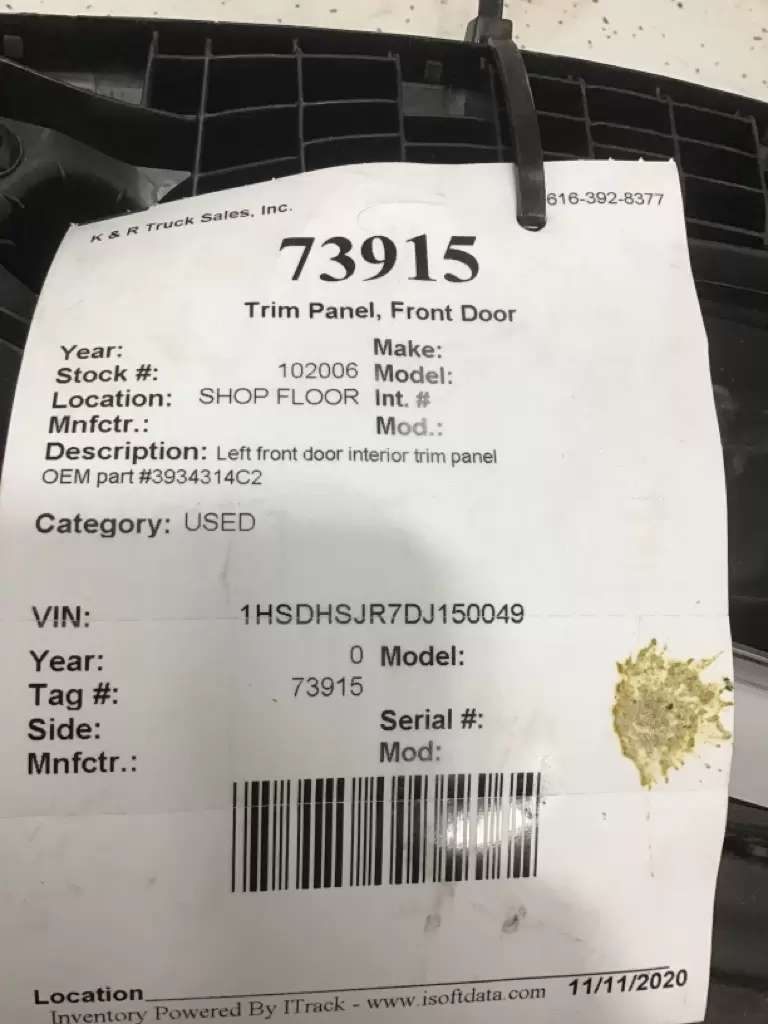 K & R Truck Sales, Inc. 616-392-8377
73915
Trim Panel, Front Door
Year: Make:
Stock #: 102006 Model:
Location: SHOP FLOOR Int. #
Mnfctr.: Mod.:
Description: Left front door interior trim panel
OEM part #3934314C2
Category: USED
VIN: 1HSDHSJR7DJ150049
Year: 0 Model:
Tag #: 73915
Side: Serial #:
Mnfctr.: Mod:
Location 11/11/2020
Inventory Powered By ITrack - www.isoftdata.com